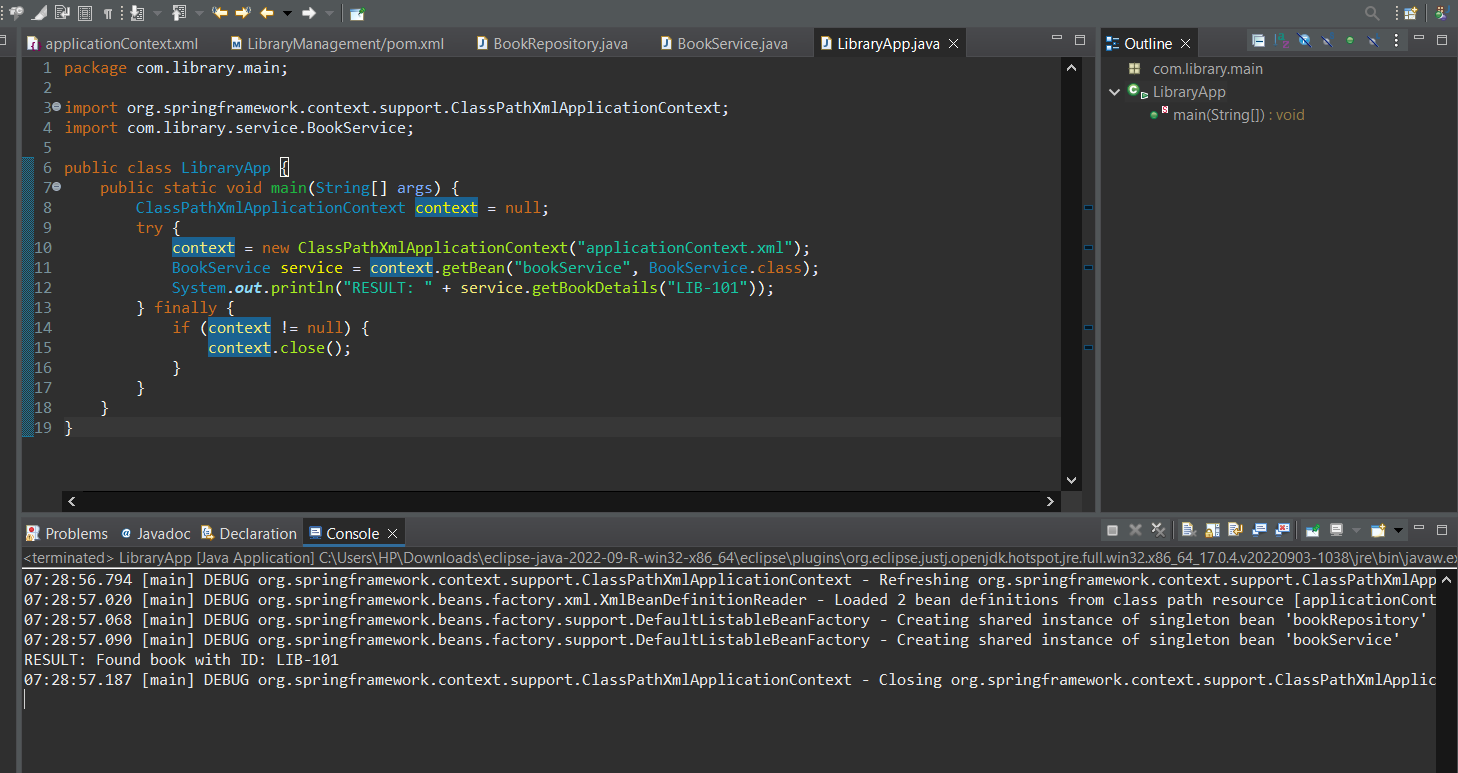 applicationContext.xml
LibraryManagement/pom.xml
BookRepository.java
BookService.java
LibraryApp.java
1 package com.library.main;
2
3 import org.springframework.context.support.ClassPathXmlApplicationContext;
4 import com.library.service.BookService;
5
6 public class LibraryApp {
7     public static void main(String[] args) {
8         ClassPathXmlApplicationContext context = null;
9         try {
10             context = new ClassPathXmlApplicationContext("applicationContext.xml");
11             BookService service = context.getBean("bookService", BookService.class);
12             System.out.println("RESULT: " + service.getBookDetails("LIB-101"));
13         } finally {
14             if (context != null) {
15                 context.close();
16             }
17         }
18     }
19 }
Outline
com.library.main
LibraryApp
main(String[]) : void
Problems
Javadoc
Declaration
Console
<terminated> LibraryApp [Java Application] C:\Users\HP\Downloads\eclipse-java-2022-09-R-win32-x86_64\eclipse\plugins\org.eclipse.justj.openjdk.hotspot.jre.full.win32.x86_64_17.0.4.v20220903-1038\jre\bin\javaw.ex
07:28:56.794 [main] DEBUG org.springframework.context.support.ClassPathXmlApplicationContext - Refreshing org.springframework.context.support.ClassPathXmlApp
07:28:57.020 [main] DEBUG org.springframework.beans.factory.xml.XmlBeanDefinitionReader - Loaded 2 bean definitions from class path resource [applicationCont
07:28:57.068 [main] DEBUG org.springframework.beans.factory.support.DefaultListableBeanFactory - Creating shared instance of singleton bean 'bookRepository'
07:28:57.090 [main] DEBUG org.springframework.beans.factory.support.DefaultListableBeanFactory - Creating shared instance of singleton bean 'bookService'
RESULT: Found book with ID: LIB-101
07:28:57.187 [main] DEBUG org.springframework.context.support.ClassPathXmlApplicationContext - Closing org.springframework.context.support.ClassPathXmlApplic